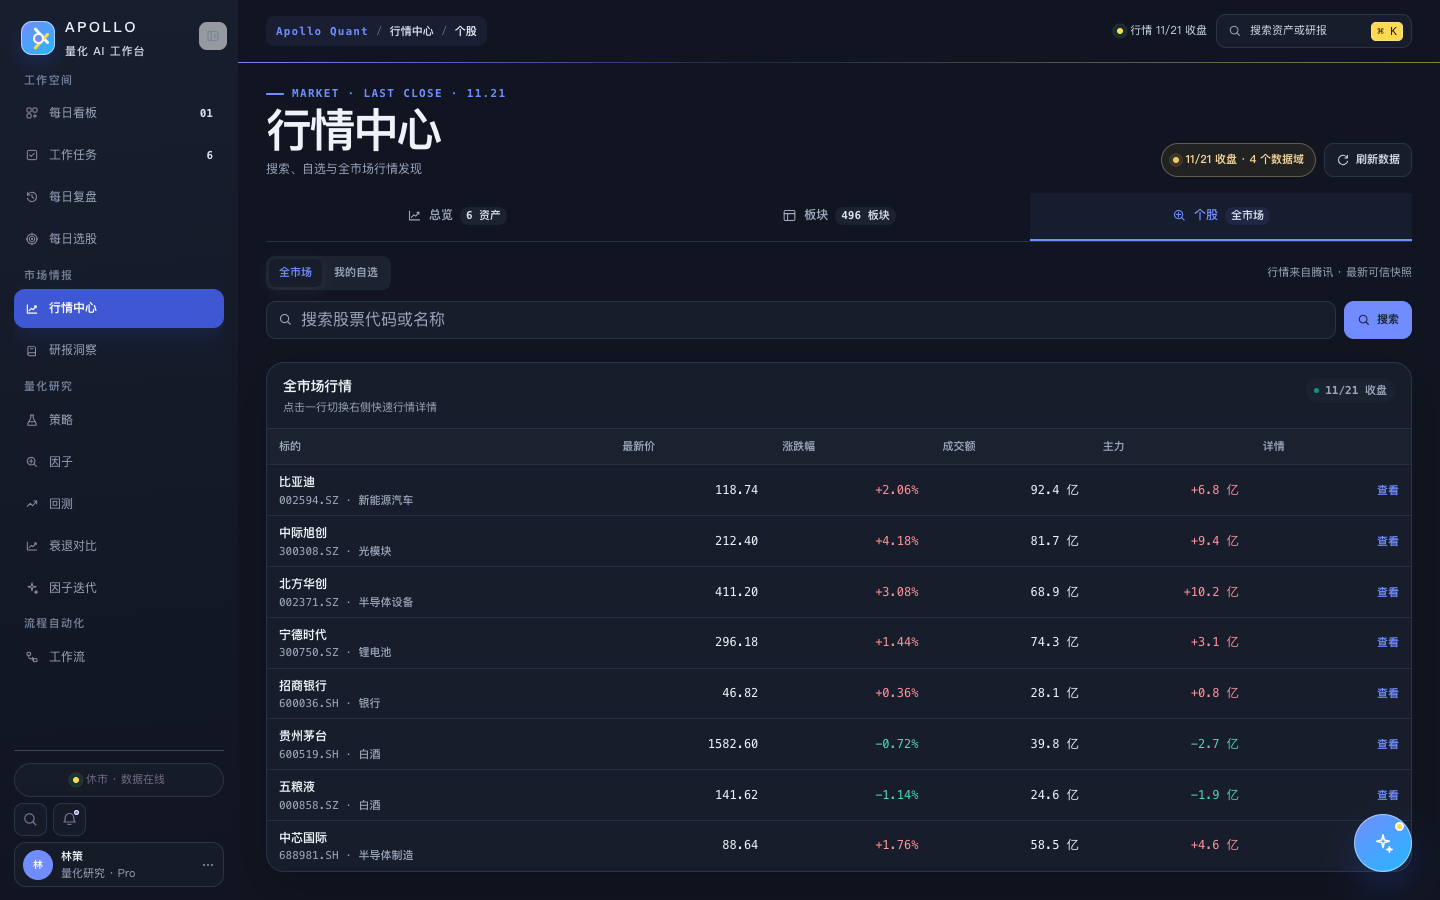 APOLLO
量化 AI 工作台
工作空间
每日看板 01
工作任务 6
每日复盘
每日选股
市场情报
行情中心
研报洞察
量化研究
策略
因子
回测
衰退对比
因子迭代
流程自动化
工作流
休市 · 数据在线
林
林策
量化研究 · Pro
Apollo Quant / 行情中心 / 个股
行情 11/21 收盘
搜索资产或研报 ⌘ K
MARKET · LAST CLOSE · 11.21
行情中心
搜索、自选与全市场行情发现
11/21 收盘 · 4 个数据域
刷新数据
总览 6 资产
板块 496 板块
个股 全市场
全市场 我的自选
行情来自腾讯 · 最新可信快照
搜索股票代码或名称
搜索
全市场行情
点击一行切换右侧快速行情详情
11/21 收盘
标的 最新价 涨跌幅 成交额 主力 详情
比亚迪
002594.SZ · 新能源汽车
118.74 +2.06% 92.4 亿 +6.8 亿 查看
中际旭创
300308.SZ · 光模块
212.40 +4.18% 81.7 亿 +9.4 亿 查看
北方华创
002371.SZ · 半导体设备
411.20 +3.08% 68.9 亿 +10.2 亿 查看
宁德时代
300750.SZ · 锂电池
296.18 +1.44% 74.3 亿 +3.1 亿 查看
招商银行
600036.SH · 银行
46.82 +0.36% 28.1 亿 +0.8 亿 查看
贵州茅台
600519.SH · 白酒
1582.60 −0.72% 39.8 亿 −2.7 亿 查看
五粮液
000858.SZ · 白酒
141.62 −1.14% 24.6 亿 −1.9 亿 查看
中芯国际
688981.SH · 半导体制造
88.64 +1.76% 58.5 亿 +4.6 亿